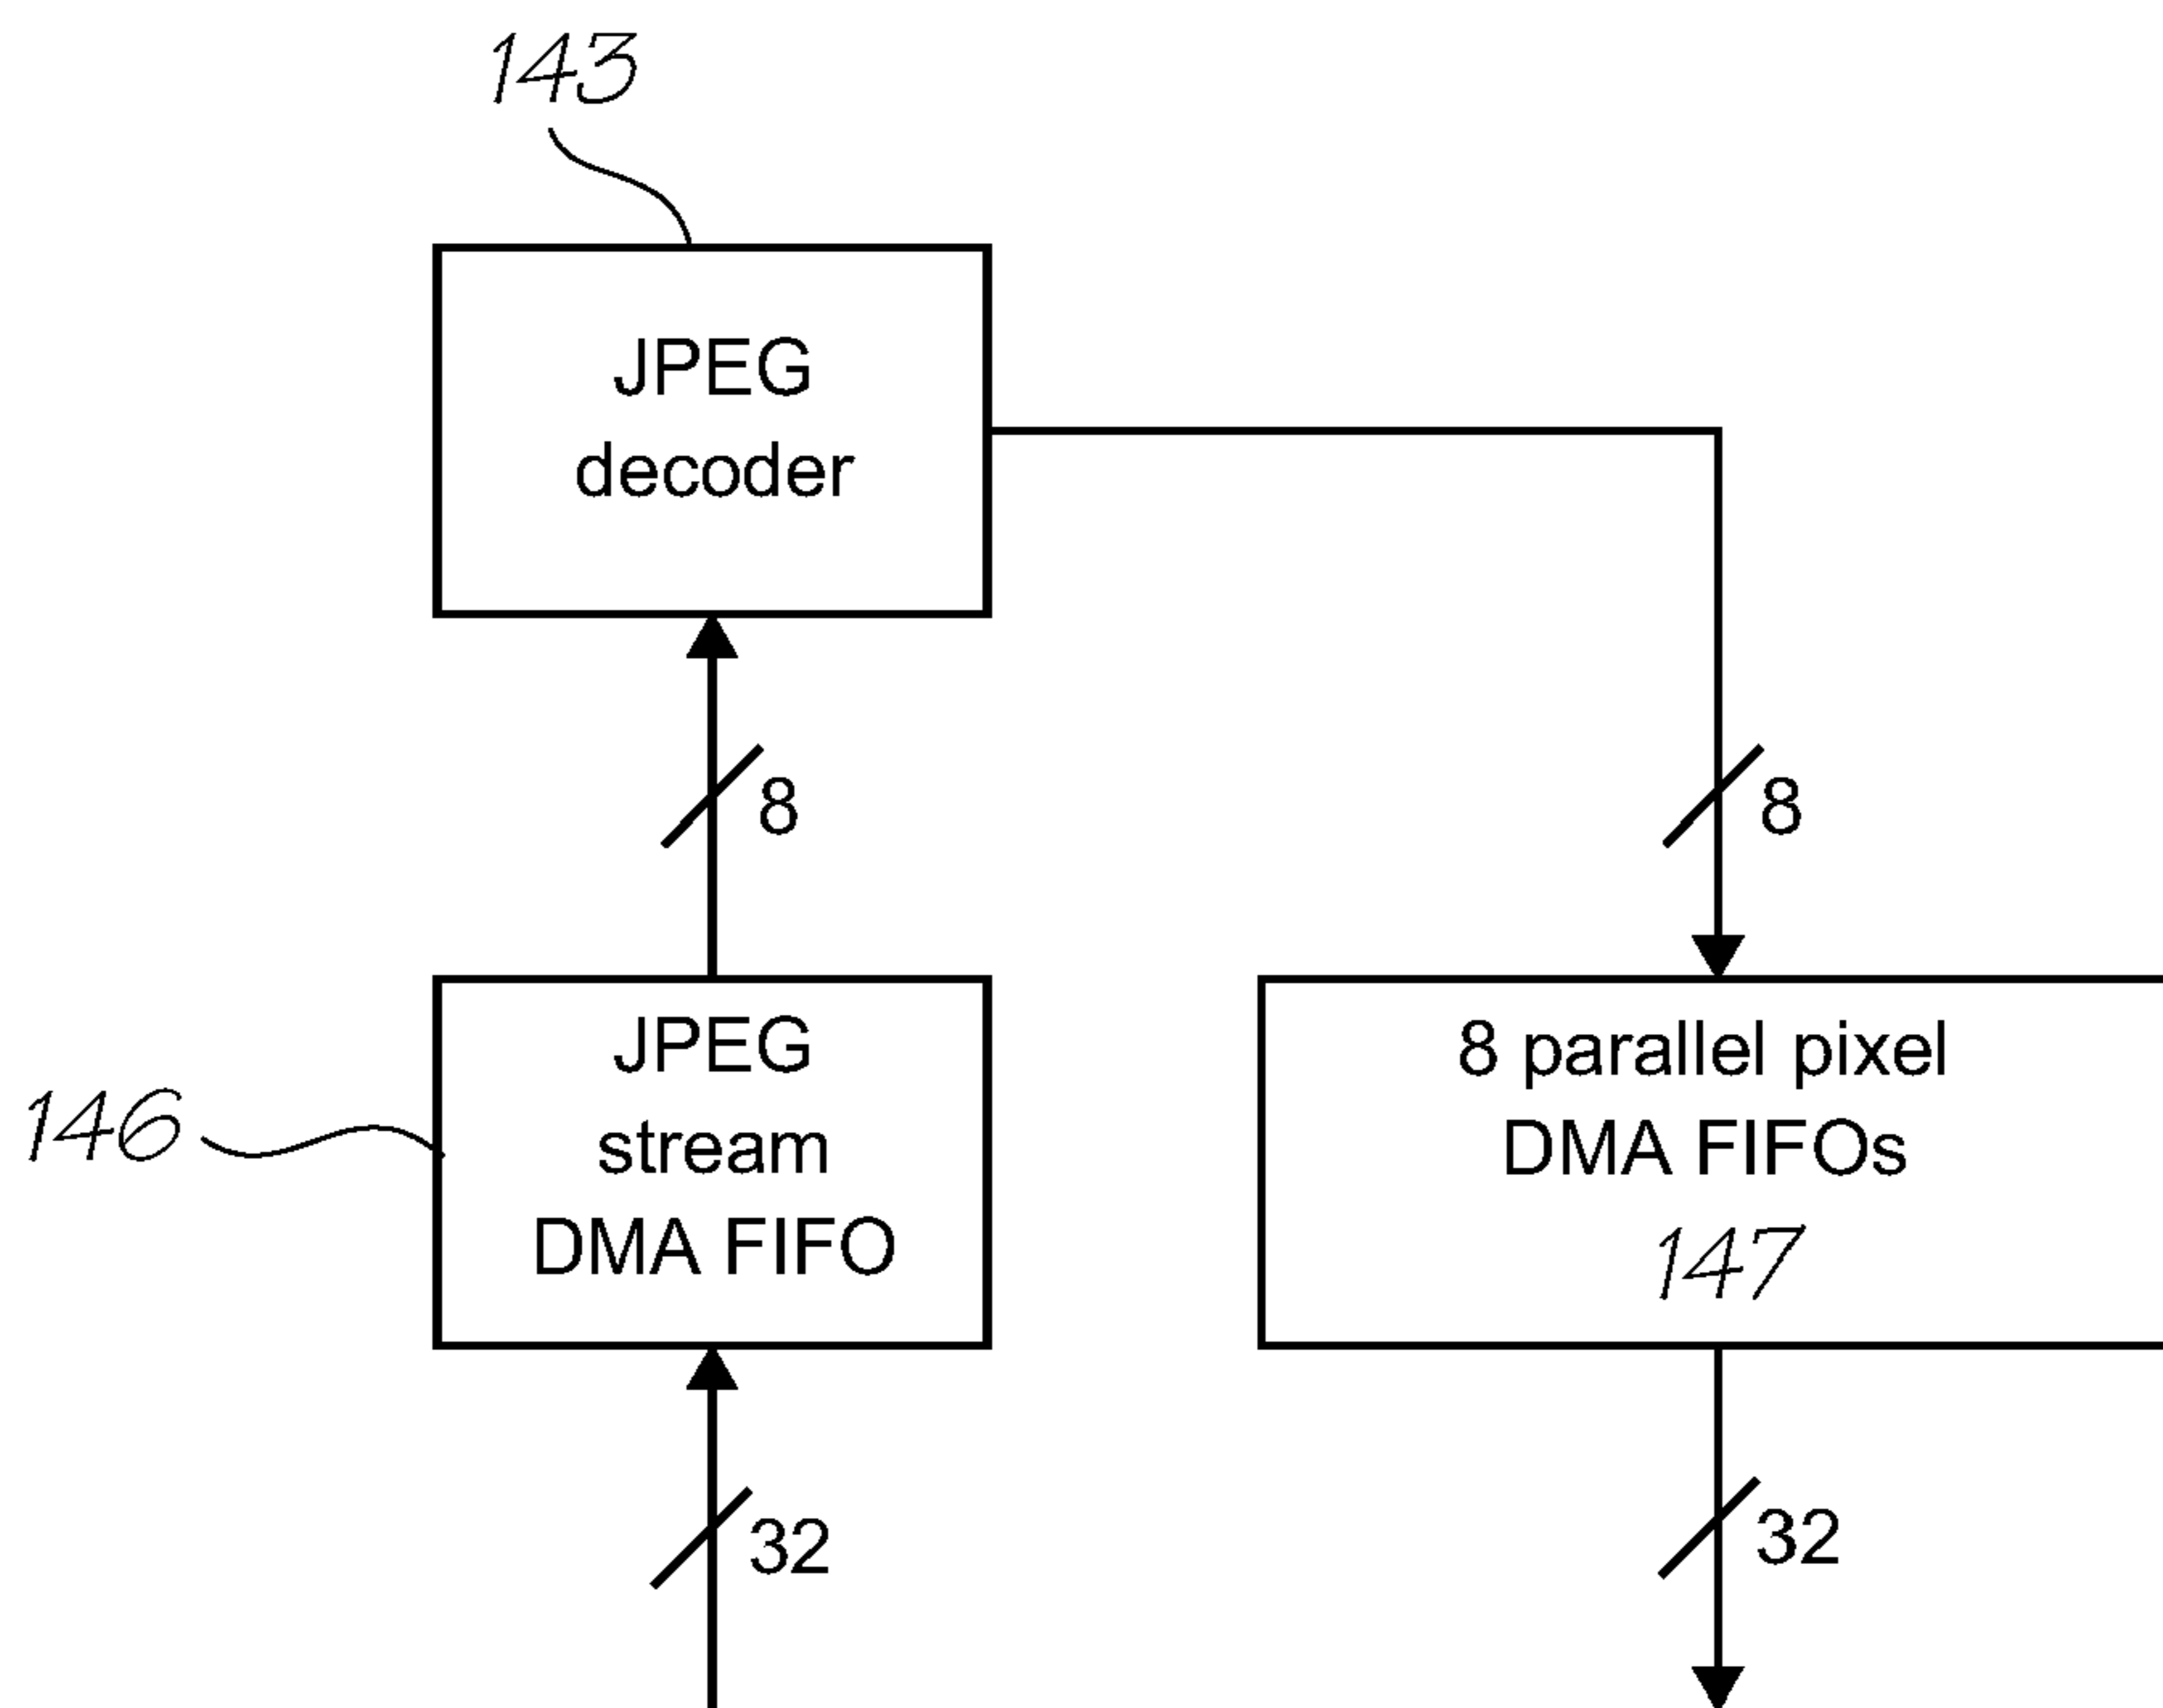 143
JPEG
decoder
8
8
JPEG
stream
DMA FIFO
146
8 parallel pixel
DMA FIFOs
147
32
32